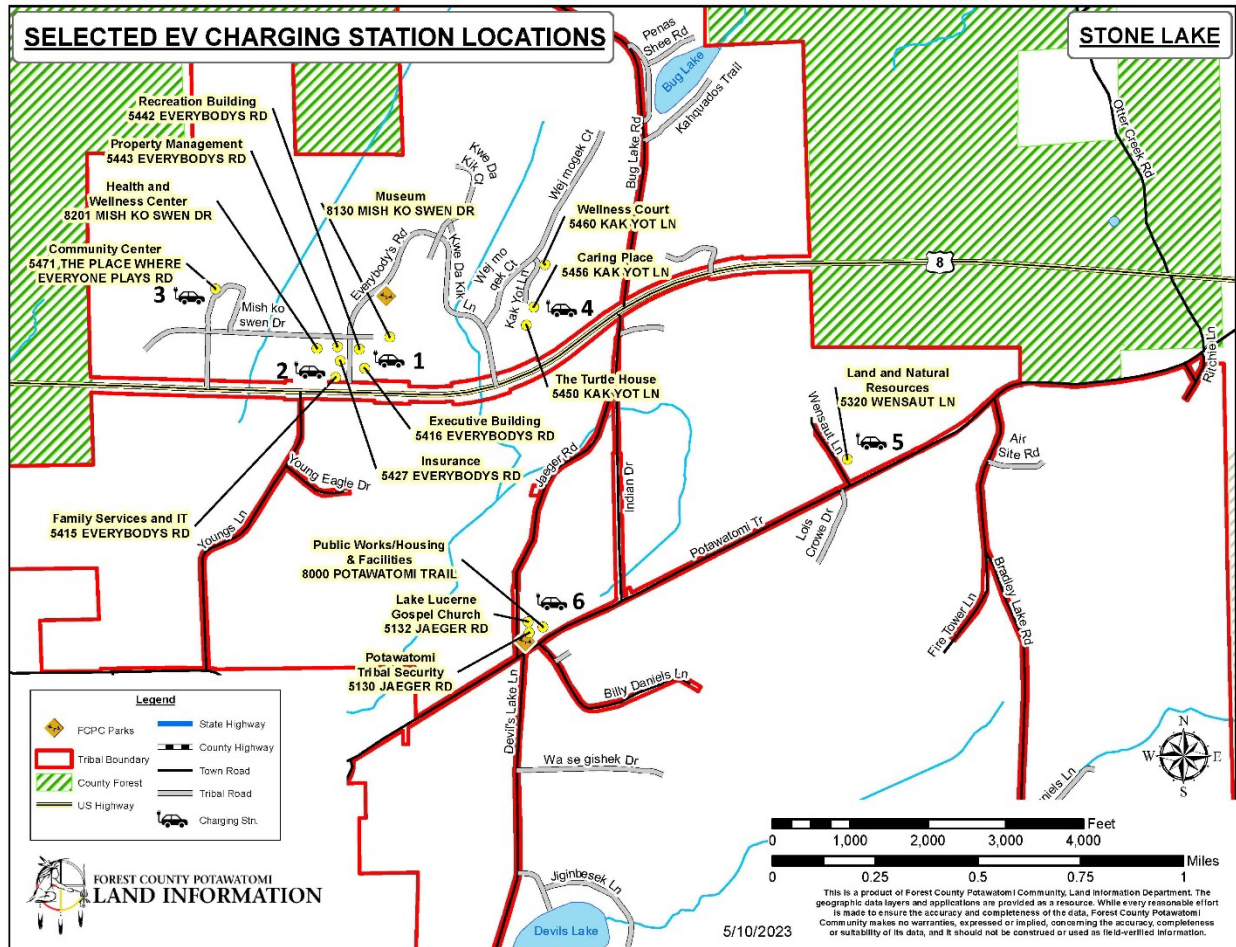 SELECTED EV CHARGING STATION LOCATIONS
STONE LAKE
Recreation Building
5442 EVERYBODYS RD
Property Management
5443 EVERYBODYS RD
Health and
Wellness Center
8201 MISH KO SWEN DR
Community Center
5471 THE PLACE WHERE
EVERYONE PLAYS RD
Museum
8130 MISH KO SWEN DR
Wellness Court
5460 KAK YOT LN
Caring Place
5456 KAK YOT LN
The Turtle House
5450 KAK YOT LN
Executive Building
5416 EVERYBODYS RD
Insurance
5427 EVERYBODYS RD
Family Services and IT
5415 EVERYBODYS RD
Land and Natural
Resources
5320 WENSAUT LN
Public Works/Housing
& Facilities
8000 POTAWATOMI TRAIL
Lake Lucerne
Gospel Church
5132 JAEGER RD
Potawatomi
Tribal Security
5130 JAEGER RD
1
2
3
4
5
6
8
Penas
Shee Rd
Bug Lake
Kahquados Trail
Bug Lake Rd
Otter Creek Rd
Kwe Da
Kik Ct
Wej mogek Ct
Everybody's Rd
Kwe Da Kik
Ln
Wej mo
qek Ct
Kak Yot Ln
Mish ko
swen Dr
Ritchie Ln
Wensaut Ln
Air
Site Rd
Young Eagle Dr
Youngs Ln
Jaeger Rd
Indian Dr
Potawatomi Tr
Lois
Crowe Dr
Fire Tower Ln
Bradley Lake Rd
Devil's Lake Ln
Billy Daniels Ln
Wa se gishek Dr
niels Ln
Jiginbesek Ln
Devils Lake
Legend
FCPC Parks
Tribal Boundary
County Forest
US Highway
State Highway
County Highway
Town Road
Tribal Road
Charging Stn.
N
W E
S
Feet
0 1,000 2,000 3,000 4,000
Miles
0 0.25 0.5 0.75 1
FOREST COUNTY POTAWATOMI
LAND INFORMATION
5/10/2023
This is a product of Forest County Potawatomi Community, Land Information Department. The
geographic data layers and applications are provided as a resource. While every reasonable effort
is made to ensure the accuracy and completeness of the data, Forest County Potawatomi
Community makes no warranties, expressed or implied, concerning the accuracy, completeness
or suitability of its data, and it should not be construed or used as field-verified information.